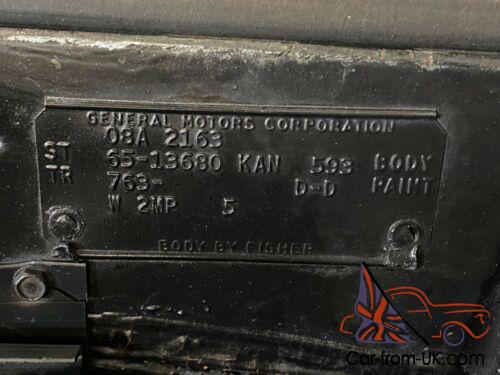 GENERAL MOTORS CORPORATION
08A 2163
ST 65-13680 KAN 593 BODY
TR 763- D-D PAINT
W 2MP 5
BODY BY FISHER
Car-from-UK.com